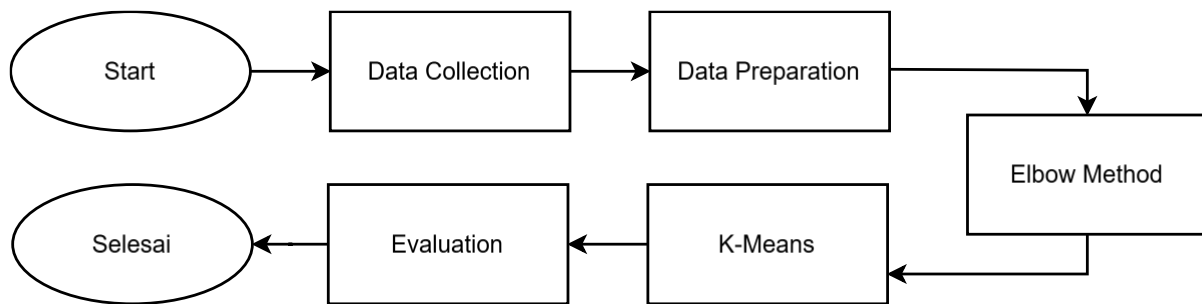 Start
Data Collection
Data Preparation
Elbow Method
K-Means
Evaluation
Selesai